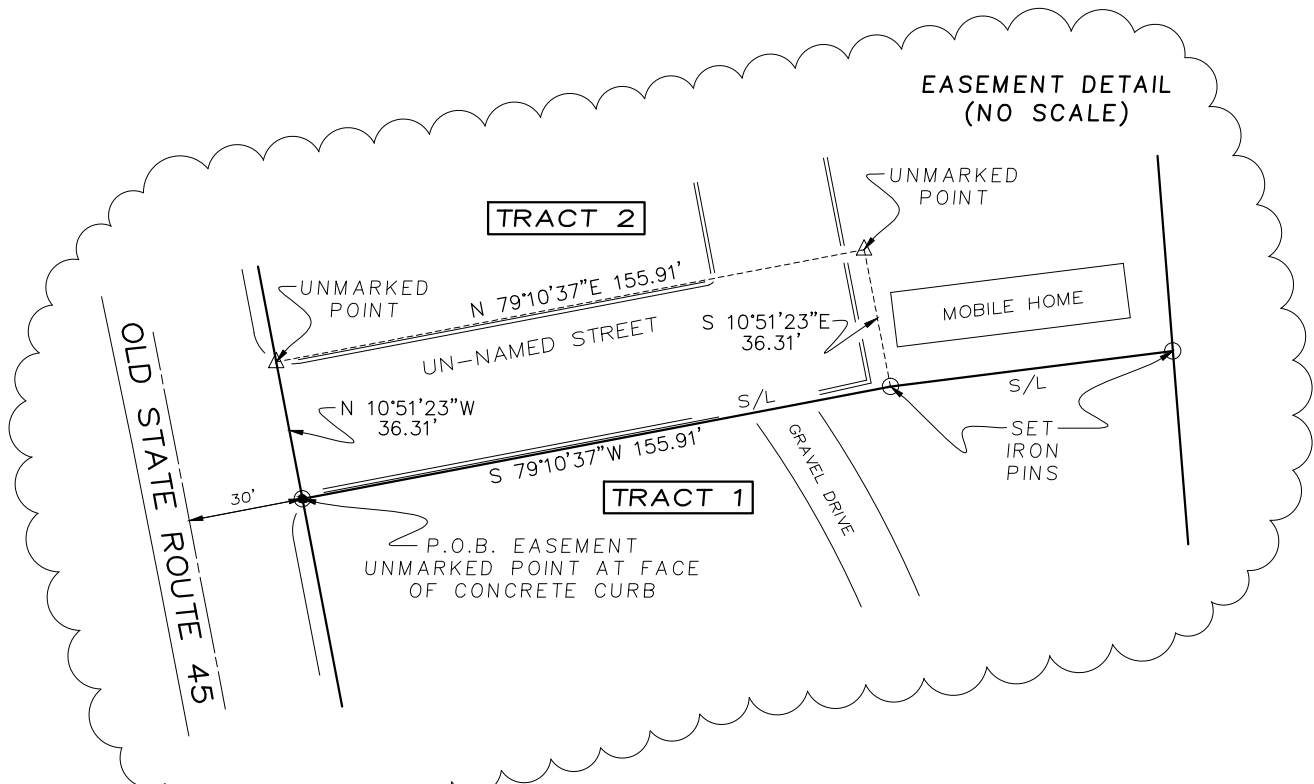 EASEMENT DETAIL
(NO SCALE)
UNMARKED
POINT
TRACT 2
UNMARKED
POINT
N 79°10'37"E 155.91'
UN-NAMED STREET
S 10°51'23"E
36.31'
MOBILE HOME
OLD STATE ROUTE 45
N 10°51'23"W
36.31'
S/L
S/L
S 79°10'37"W 155.91'
GRAVEL DRIVE
SET
IRON
PINS
30'
TRACT 1
P.O.B. EASEMENT
UNMARKED POINT AT FACE
OF CONCRETE CURB